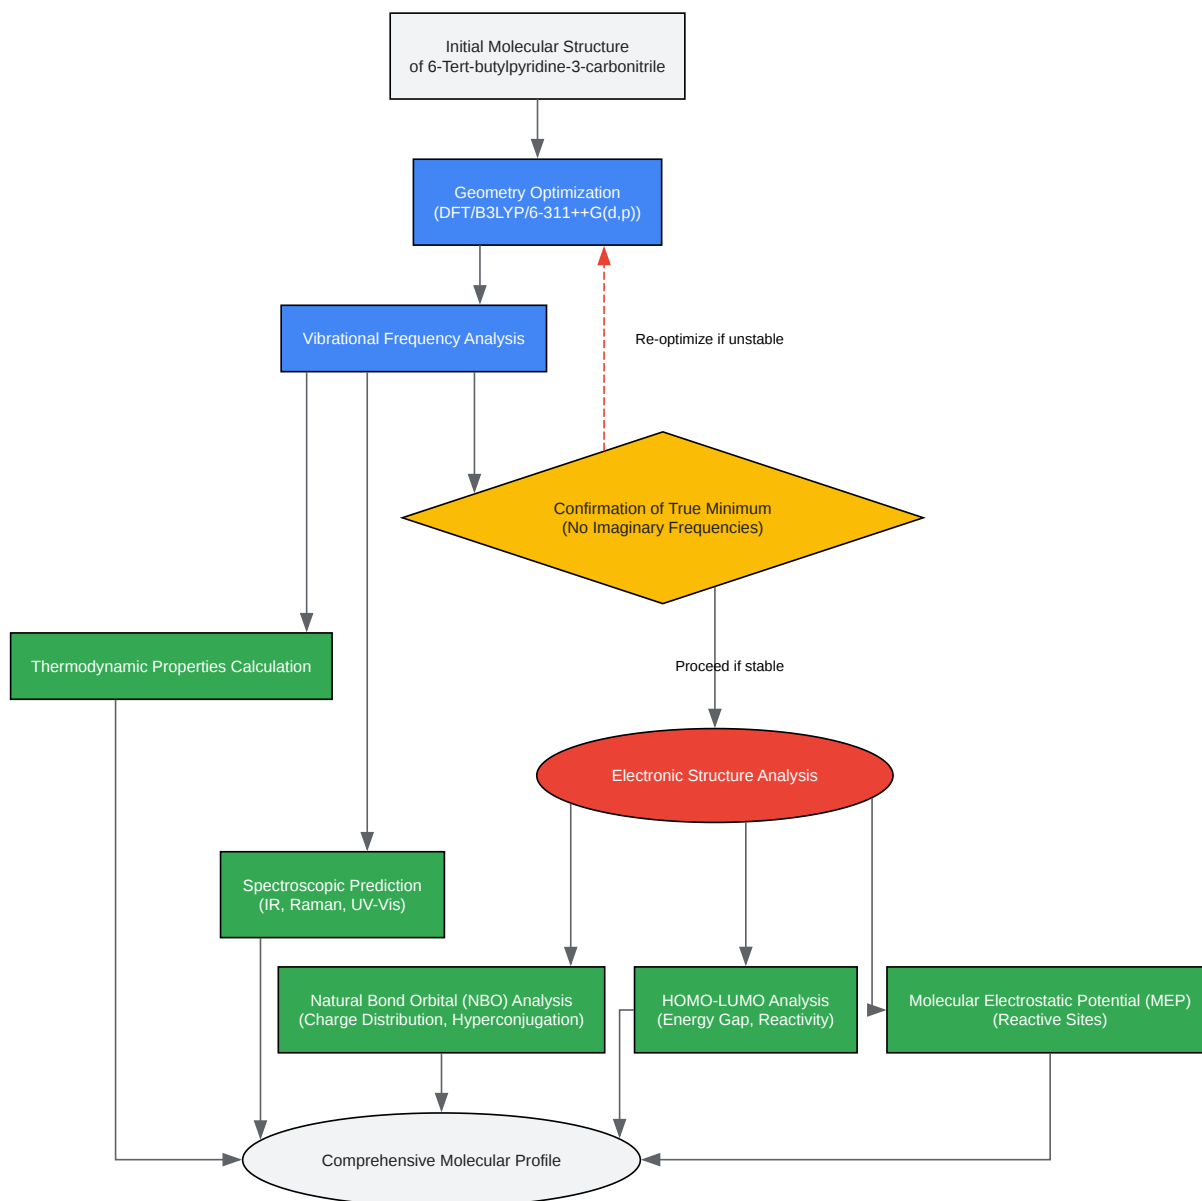 Initial Molecular Structure
of 6-Tert-butylpyridine-3-carbonitrile
Geometry Optimization
(DFT/B3LYP/6-311++G(d,p))
Vibrational Frequency Analysis
Re-optimize if unstable
Confirmation of True Minimum
(No Imaginary Frequencies)
Thermodynamic Properties Calculation
Proceed if stable
Electronic Structure Analysis
Spectroscopic Prediction
(IR, Raman, UV-Vis)
Natural Bond Orbital (NBO) Analysis
(Charge Distribution, Hyperconjugation)
HOMO-LUMO Analysis
(Energy Gap, Reactivity)
Molecular Electrostatic Potential (MEP)
(Reactive Sites)
Comprehensive Molecular Profile